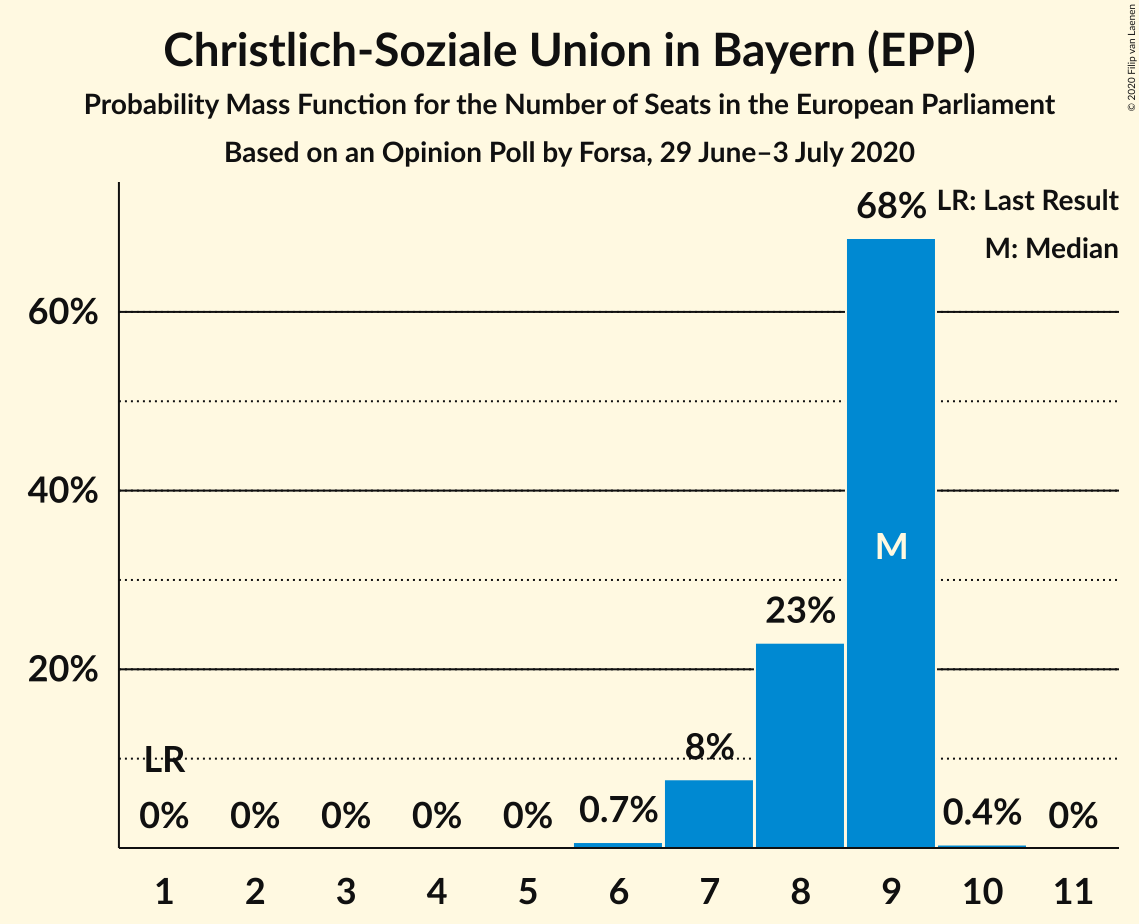 Christlich-Soziale Union in Bayern (EPP)
Probability Mass Function for the Number of Seats in the European Parliament
Based on an Opinion Poll by Forsa, 29 June–3 July 2020
© 2020 Filip van Laenen
LR: Last Result
M: Median
68%
60%
40%
M
23%
20%
LR
8%
0% 0% 0% 0% 0% 0.7% 0.4% 0%
1 2 3 4 5 6 7 8 9 10 11